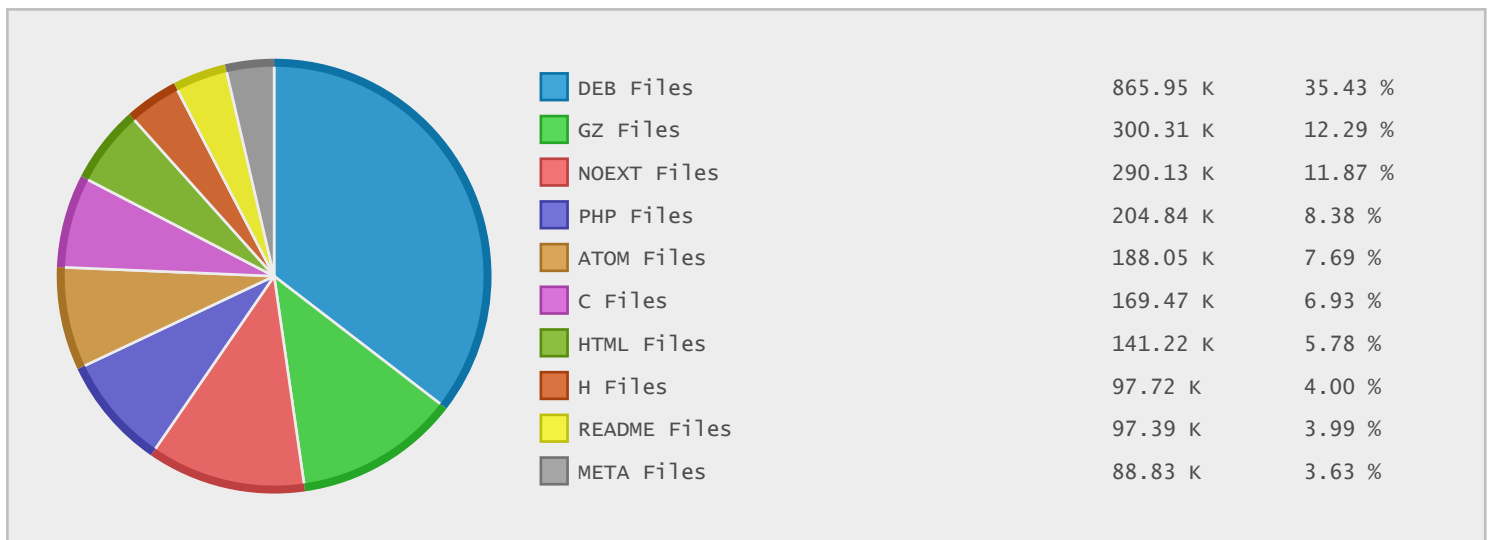 DEB Files 865.95 K 35.43 %
GZ Files 300.31 K 12.29 %
NOEXT Files 290.13 K 11.87 %
PHP Files 204.84 K 8.38 %
ATOM Files 188.05 K 7.69 %
C Files 169.47 K 6.93 %
HTML Files 141.22 K 5.78 %
H Files 97.72 K 4.00 %
README Files 97.39 K 3.99 %
META Files 88.83 K 3.63 %